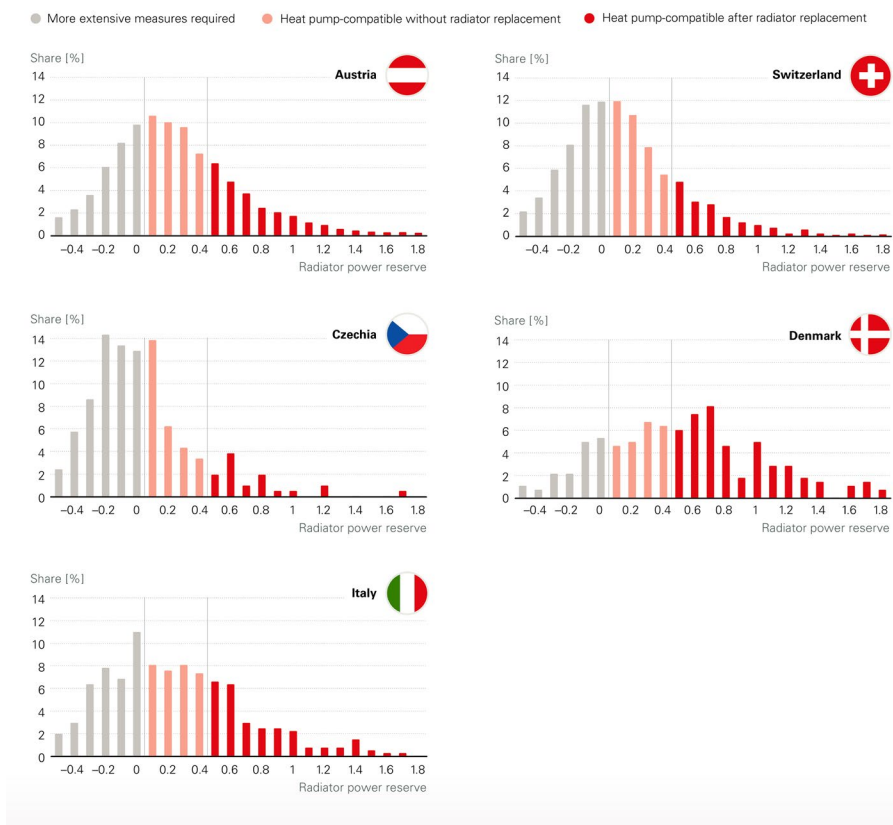 More extensive measures required
Heat pump-compatible without radiator replacement
Heat pump-compatible after radiator replacement
Share [%]
Austria
14
12
10
8
6
4
2
0
–0.4 –0.2 0 0.2 0.4 0.6 0.8 1 1.2 1.4 1.6 1.8
Radiator power reserve
Share [%]
Switzerland
14
12
10
8
6
4
2
0
–0.4 –0.2 0 0.2 0.4 0.6 0.8 1 1.2 1.4 1.6 1.8
Radiator power reserve
Share [%]
Czechia
14
12
10
8
6
4
2
0
–0.4 –0.2 0 0.2 0.4 0.6 0.8 1 1.2 1.4 1.6 1.8
Radiator power reserve
Share [%]
Denmark
14
12
10
8
6
4
2
0
–0.4 –0.2 0 0.2 0.4 0.6 0.8 1.0 1.2 1.4 1.6 1.8
Radiator power reserve
Share [%]
Italy
14
12
10
8
6
4
2
0
–0.4 –0.2 0 0.2 0.4 0.6 0.8 1 1.2 1.4 1.6 1.8
Radiator power reserve